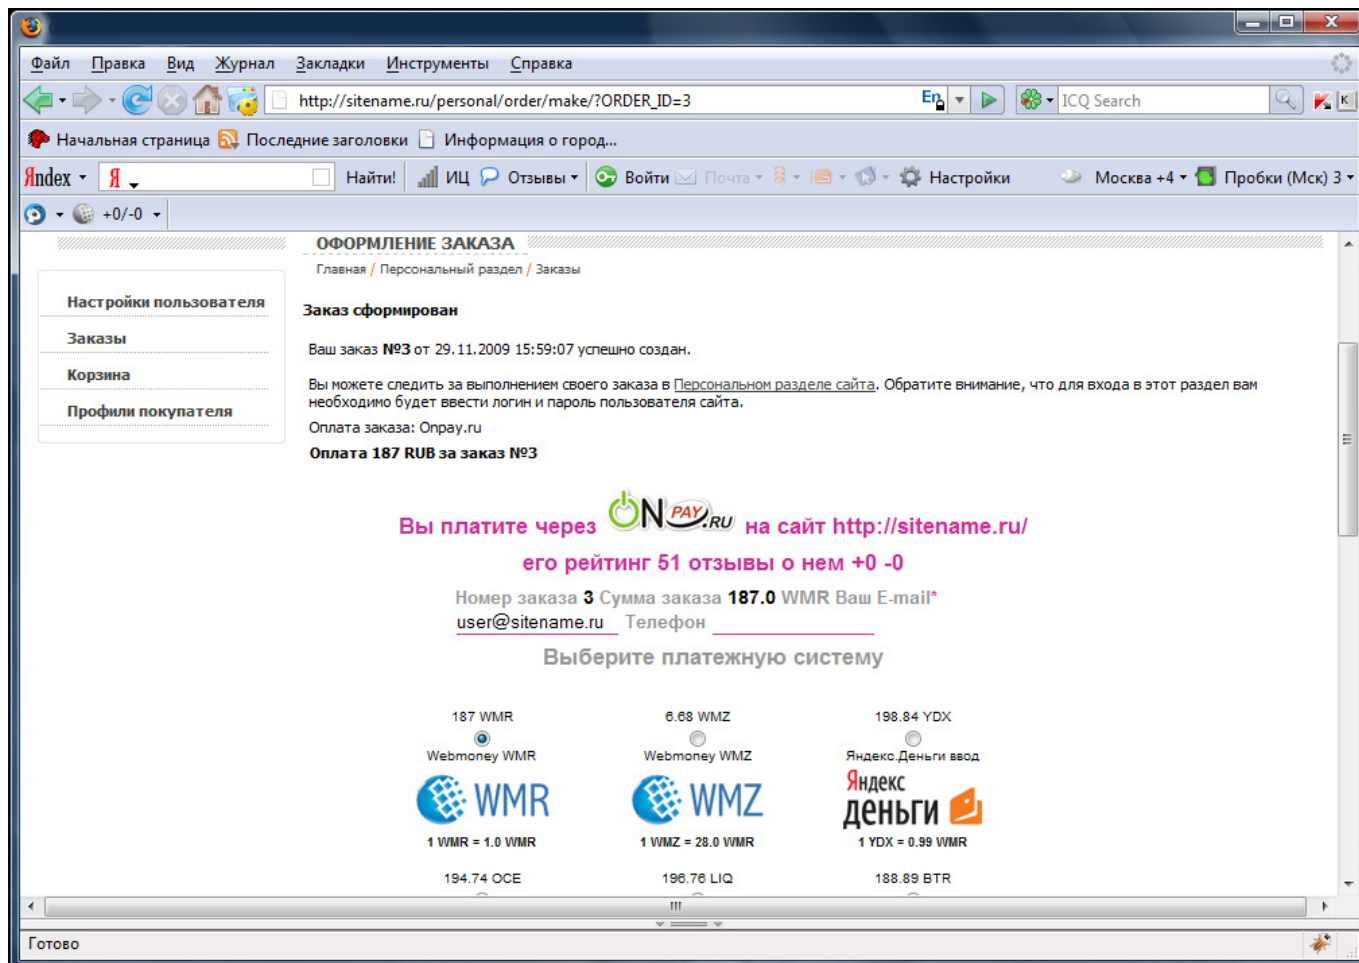 Файл Правка Вид Журнал Закладки Инструменты Справка
http://sitename.ru/personal/order/make/?ORDER_ID=3 En ICQ Search K
Начальная страница Последние заголовки Информация о город...
Яndex Я Найти! ИЦ Отзывы Войти Почта Настройки Москва +4 Пробки (Мск) 3
+0/-0
ОФОРМЛЕНИЕ ЗАКАЗА
Главная / Персональный раздел / Заказы
Настройки пользователя
Заказы
Корзина
Профили покупателя
Заказ сформирован
Ваш заказ №3 от 29.11.2009 15:59:07 успешно создан.
Вы можете следить за выполнением своего заказа в Персональном разделе сайта. Обратите внимание, что для входа в этот раздел вам
необходимо будет ввести логин и пароль пользователя сайта.
Оплата заказа: Onpay.ru
Оплата 187 RUB за заказ №3
Вы платите через ON PAY.RU на сайт http://sitename.ru/
его рейтинг 51 отзывы о нем +0 -0
Номер заказа 3 Сумма заказа 187.0 WMR Ваш E-mail*
user@sitename.ru Телефон
Выберите платежную систему
187 WMR 6.68 WMZ 198.84 YDX
Webmoney WMR Webmoney WMZ Яндекс.Деньги ввод
WMR WMZ Яндекс деньги
1 WMR = 1.0 WMR 1 WMZ = 28.0 WMR 1 YDX = 0.99 WMR
194.74 OCE 196.76 LIQ 188.89 BTR
Готово